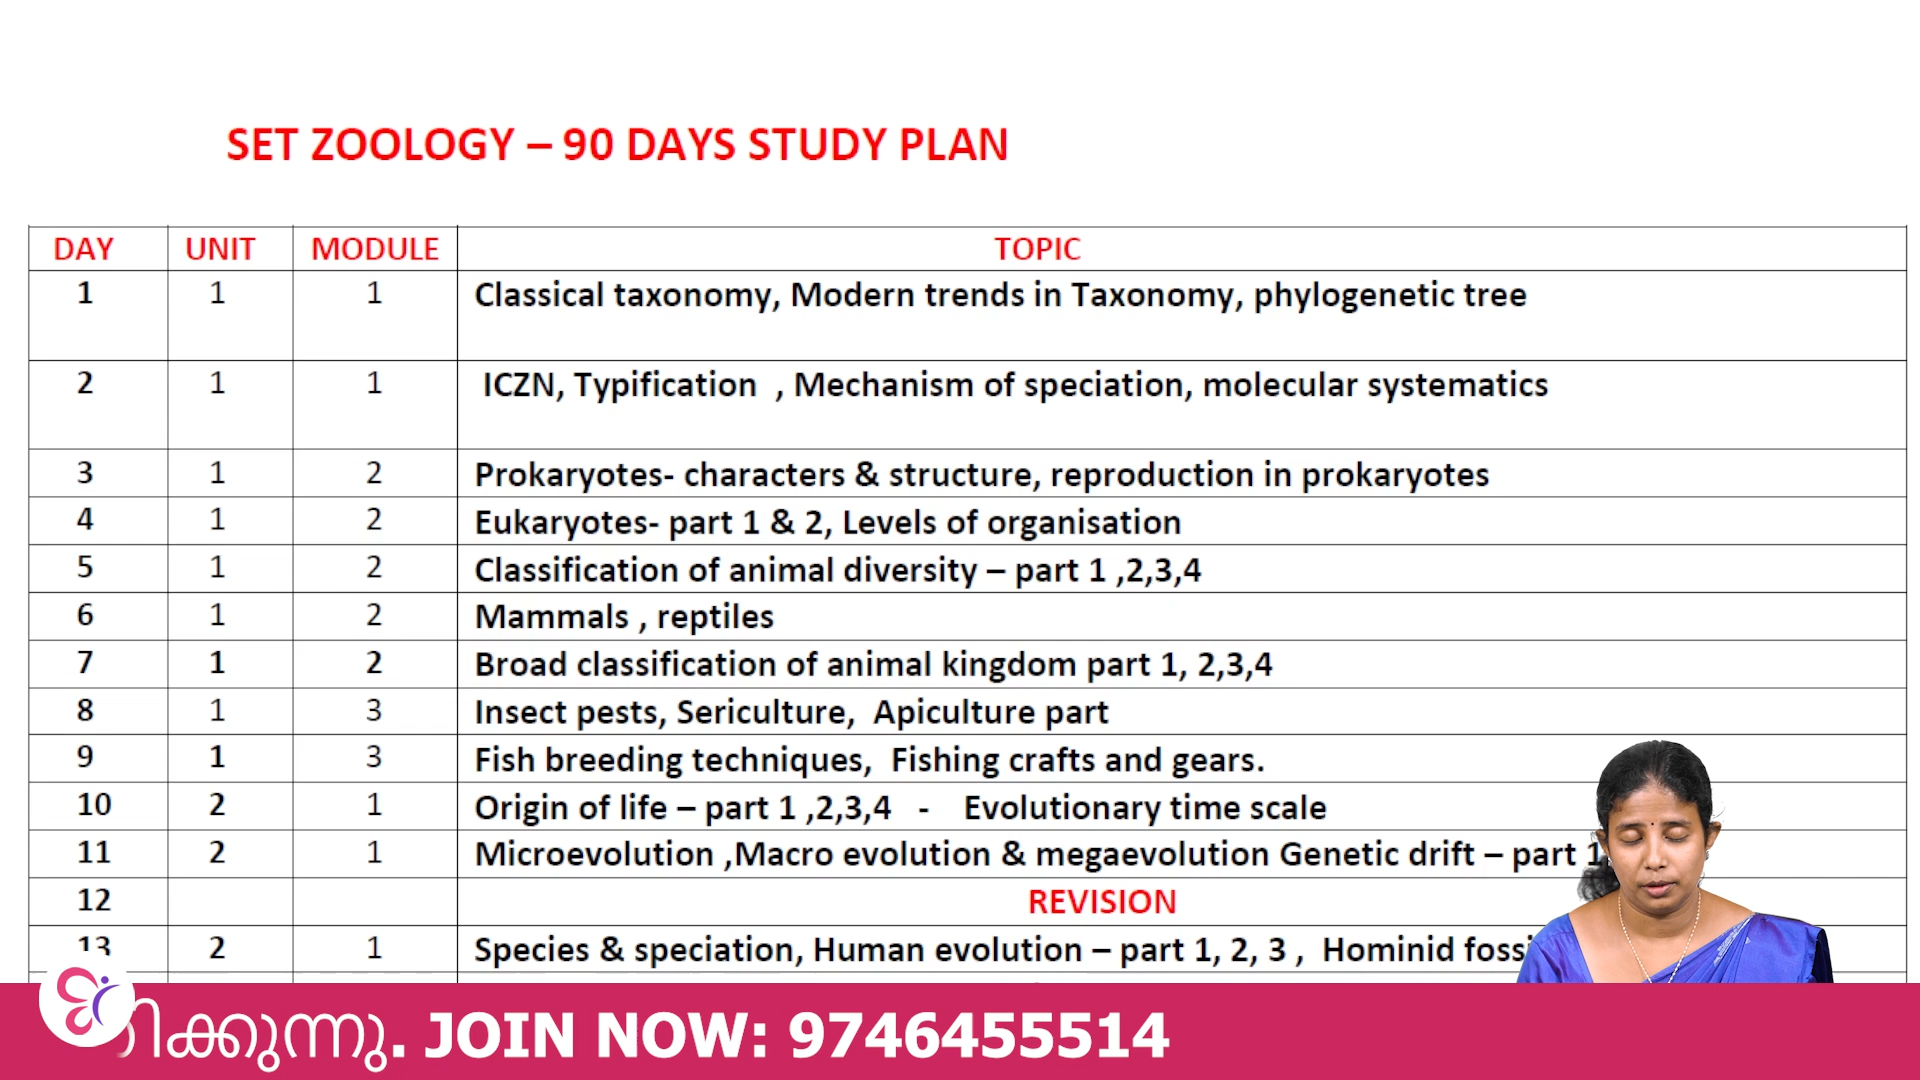 SET ZOOLOGY – 90 DAYS STUDY PLAN
DAY UNIT MODULE TOPIC
1 1 1 Classical taxonomy, Modern trends in Taxonomy, phylogenetic tree
2 1 1 ICZN, Typification , Mechanism of speciation, molecular systematics
3 1 2 Prokaryotes- characters & structure, reproduction in prokaryotes
4 1 2 Eukaryotes- part 1 & 2, Levels of organisation
5 1 2 Classification of animal diversity – part 1 ,2,3,4
6 1 2 Mammals , reptiles
7 1 2 Broad classification of animal kingdom part 1, 2,3,4
8 1 3 Insect pests, Sericulture, Apiculture part
9 1 3 Fish breeding techniques, Fishing crafts and gears.
10 2 1 Origin of life – part 1 ,2,3,4 - Evolutionary time scale
11 2 1 Microevolution ,Macro evolution & megaevolution Genetic drift – part 1
12 REVISION
13 2 1 Species & speciation, Human evolution – part 1, 2, 3 , Hominid
JOIN NOW: 9746455514